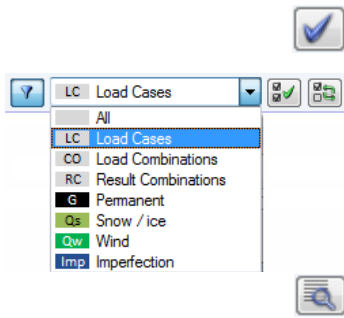 LC Load Cases
All
LC Load Cases
CO Load Combinations
RC Result Combinations
G Permanent
Qs Snow / ice
Qw Wind
Imp Imperfection